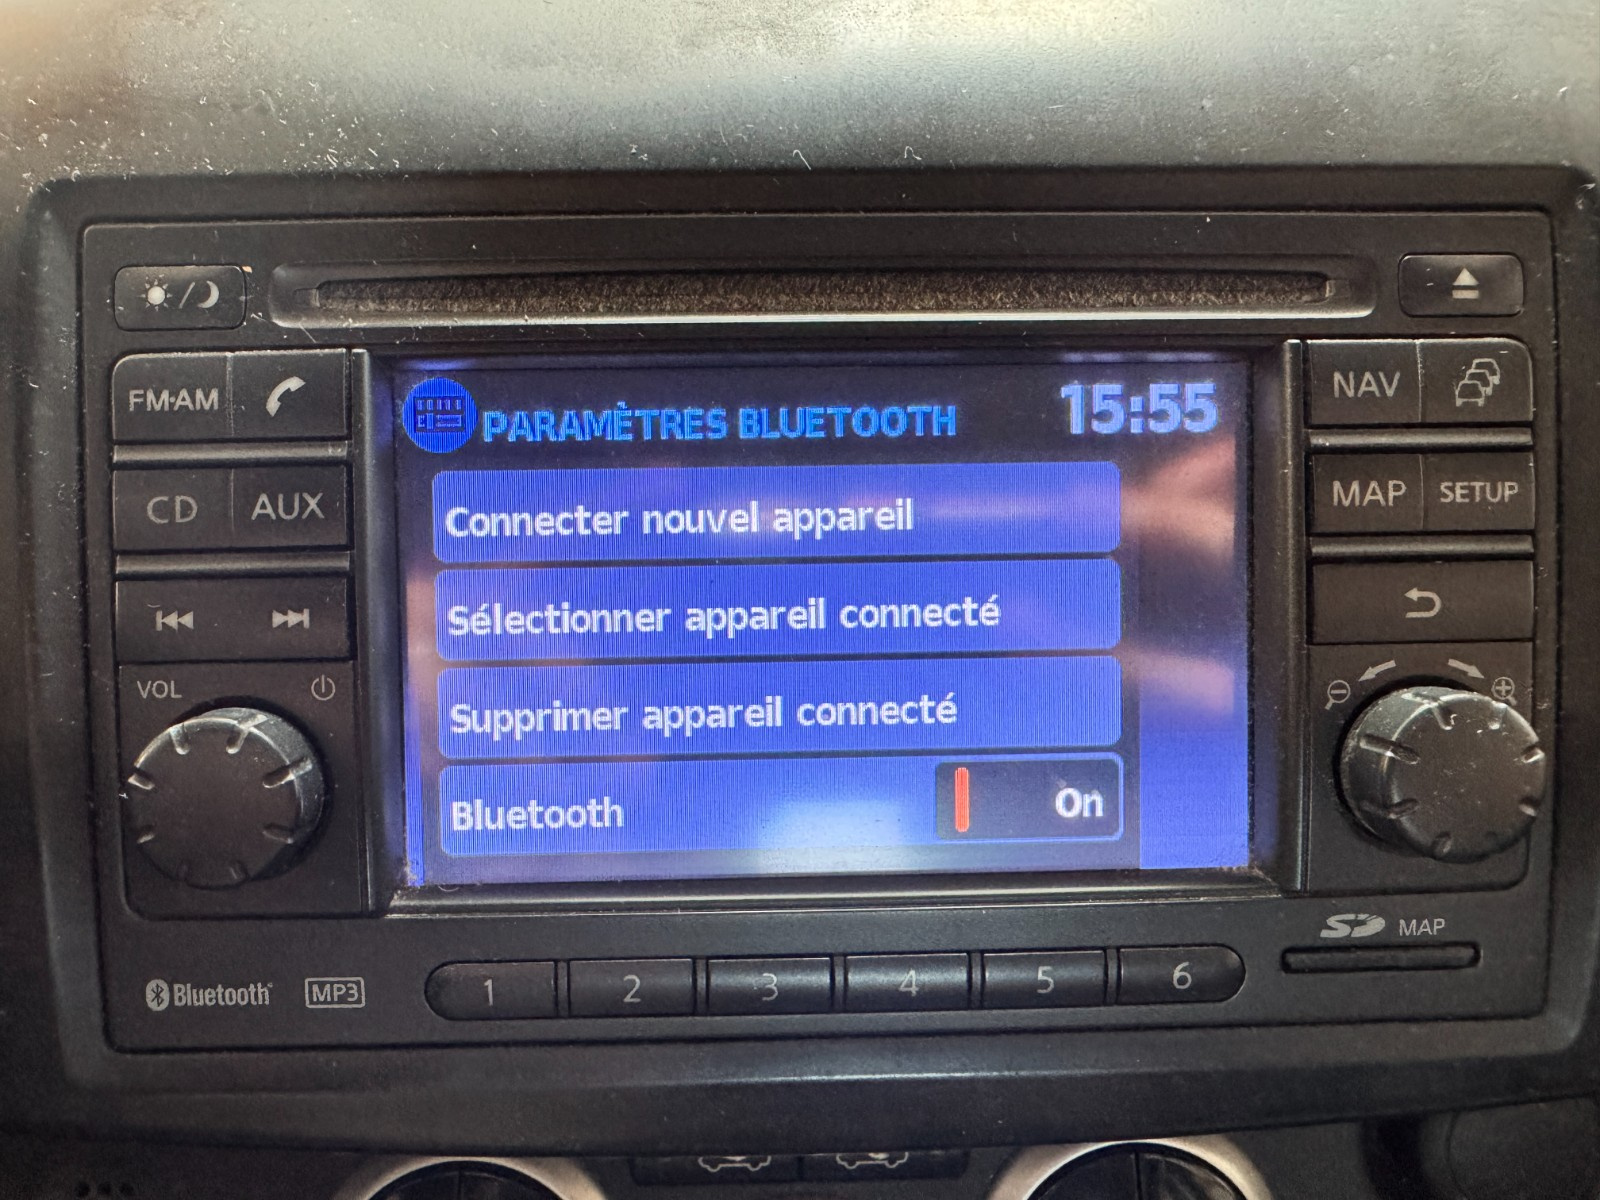 FM·AM
CD AUX
VOL
PARAMÈTRES BLUETOOTH 15:55
Connecter nouvel appareil
Sélectionner appareil connecté
Supprimer appareil connecté
Bluetooth On
NAV
MAP SETUP
SD MAP
Bluetooth MP3
1 2 3 4 5 6